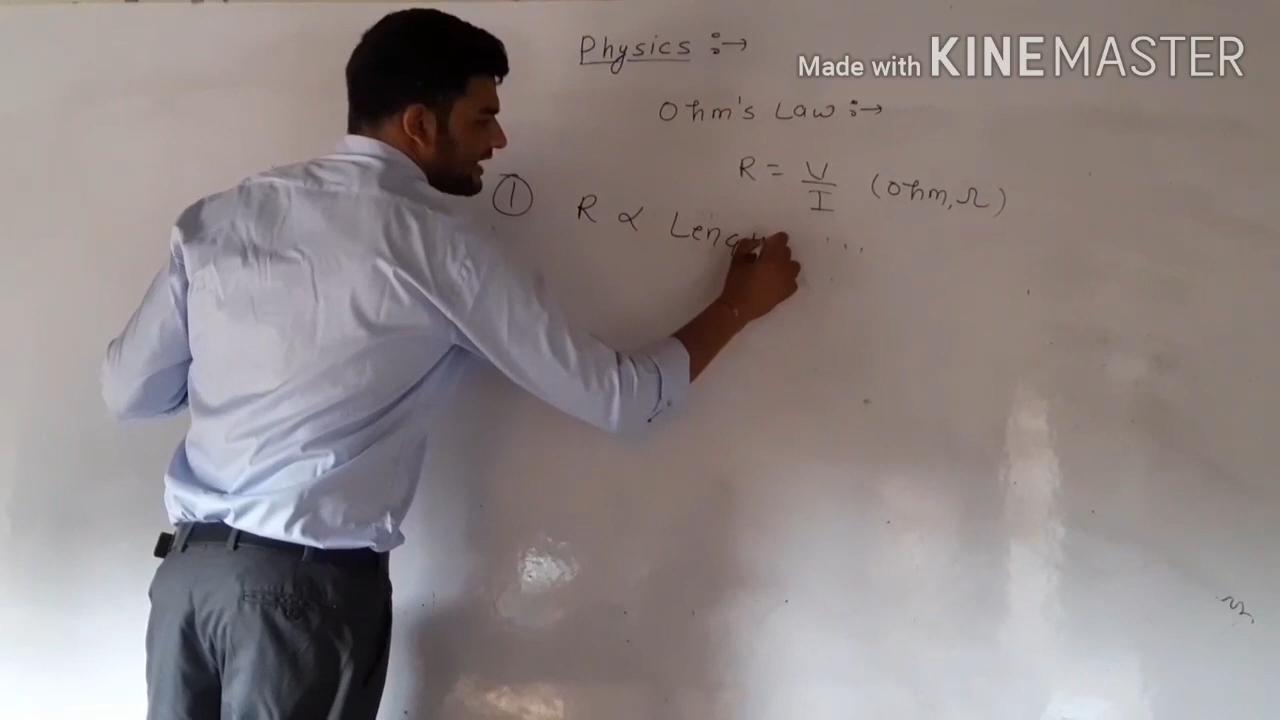 Physics :→
Made with KINEMASTER
Ohm's Law :→
R = V/I (Ohm, Ω)
① R ∝ Leng